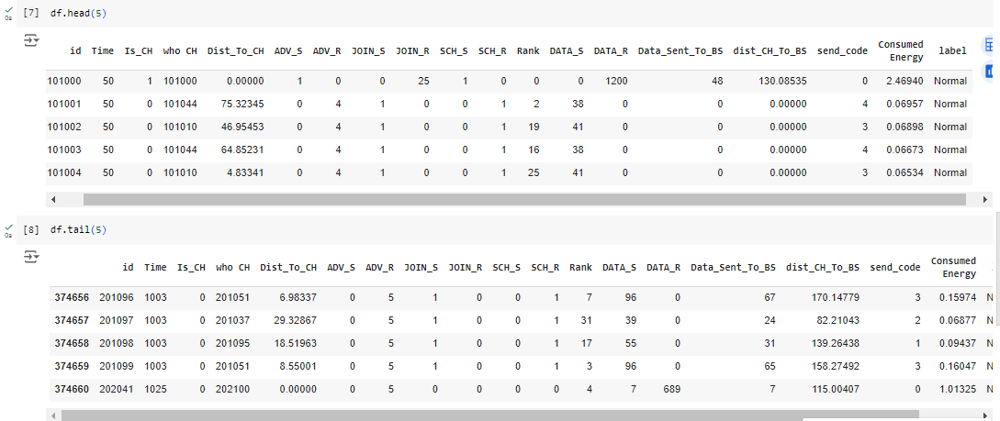 [7] df.head(5)
0s
Consumed
id Time Is_CH who CH Dist_To_CH ADV_S ADV_R JOIN_S JOIN_R SCH_S SCH_R Rank DATA_S DATA_R Data_Sent_To_BS dist_CH_To_BS send_code Energy label
101000 50 1 101000 0.00000 1 0 0 25 1 0 0 0 1200 48 130.08535 0 2.46940 Normal
101001 50 0 101044 75.32345 0 4 1 0 0 1 2 38 0 0 0.00000 4 0.06957 Normal
101002 50 0 101010 46.95453 0 4 1 0 0 1 19 41 0 0 0.00000 3 0.06898 Normal
101003 50 0 101044 64.85231 0 4 1 0 0 1 16 38 0 0 0.00000 4 0.06673 Normal
101004 50 0 101010 4.83341 0 4 1 0 0 1 25 41 0 0 0.00000 3 0.06534 Normal
[8] df.tail(5)
0s
Consumed
id Time Is_CH who CH Dist_To_CH ADV_S ADV_R JOIN_S JOIN_R SCH_S SCH_R Rank DATA_S DATA_R Data_Sent_To_BS dist_CH_To_BS send_code Energy
374656 201096 1003 0 201051 6.98337 0 5 1 0 0 1 7 96 0 67 170.14779 3 0.15974 N
374657 201097 1003 0 201037 29.32867 0 5 1 0 0 1 31 39 0 24 82.21043 2 0.06877 N
374658 201098 1003 0 201095 18.51963 0 5 1 0 0 1 17 55 0 31 139.26438 1 0.09437 N
374659 201099 1003 0 201051 8.55001 0 5 1 0 0 1 3 96 0 65 158.27492 3 0.16047 N
374660 202041 1025 0 202100 0.00000 0 5 0 0 0 0 4 7 689 7 115.00407 0 1.01325 N